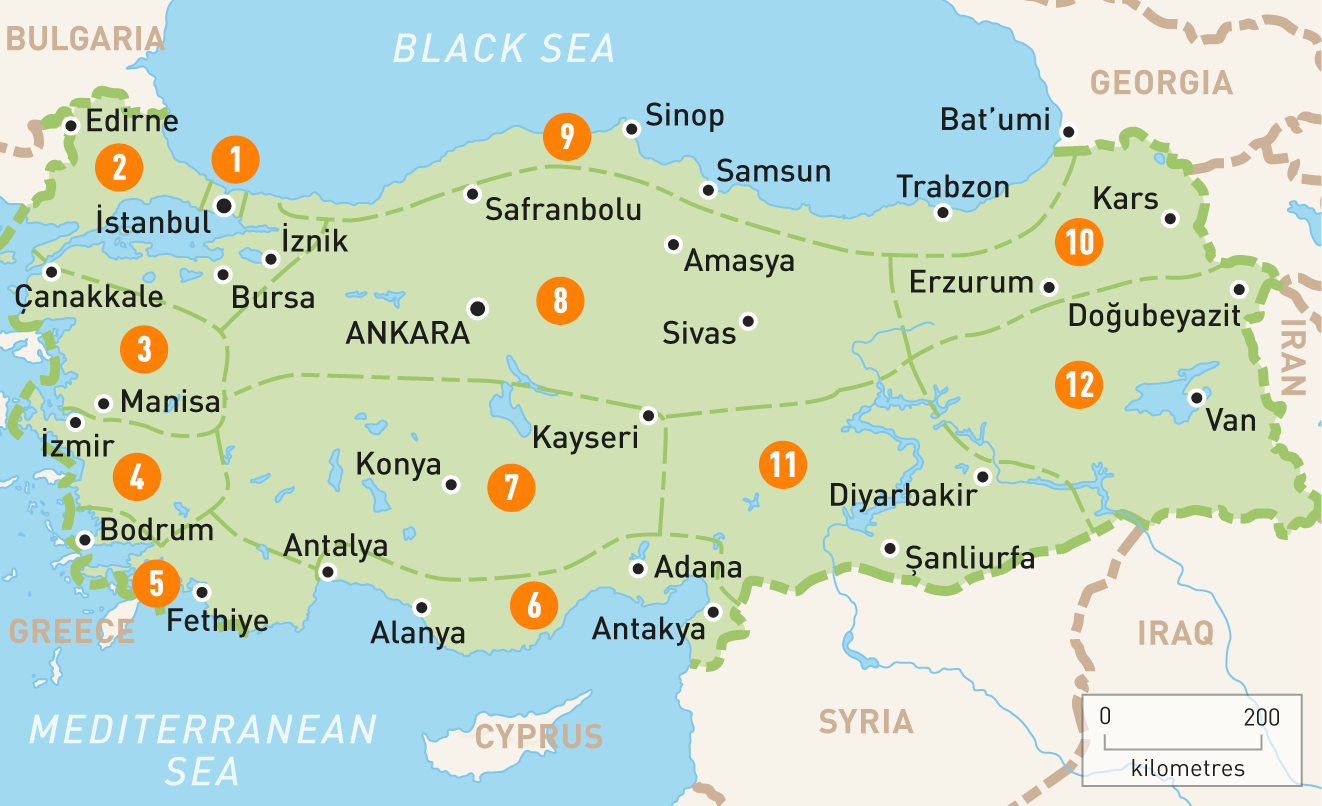 BULGARIA
BLACK SEA
GEORGIA
Edirne
Sinop
Bat’umi
9
1
2
Samsun
Trabzon
Kars
Safranbolu
İstanbul
İznik
10
Amasya
Erzurum
Çanakkale
Bursa
8
Doğubeyazit
ANKARA
Sivas
IRAN
3
12
Manisa
Van
İzmir
Kayseri
Konya
11
4
7
Diyarbakir
Bodrum
Antalya
Şanliurfa
Adana
5
6
Fethiye
GREECE
Alanya
Antakya
IRAQ
MEDITERRANEAN
SEA
CYPRUS
SYRIA
0 200
kilometres